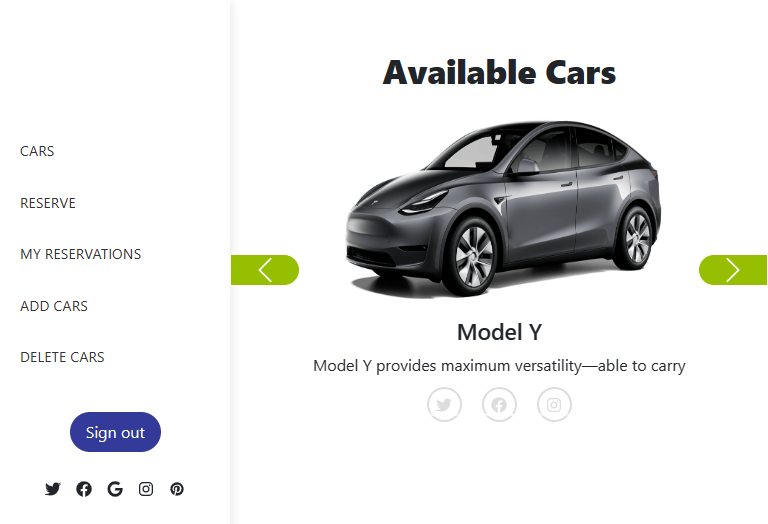 Available Cars
CARS
RESERVE
MY RESERVATIONS
ADD CARS
DELETE CARS
Sign out
Model Y
Model Y provides maximum versatility—able to carry